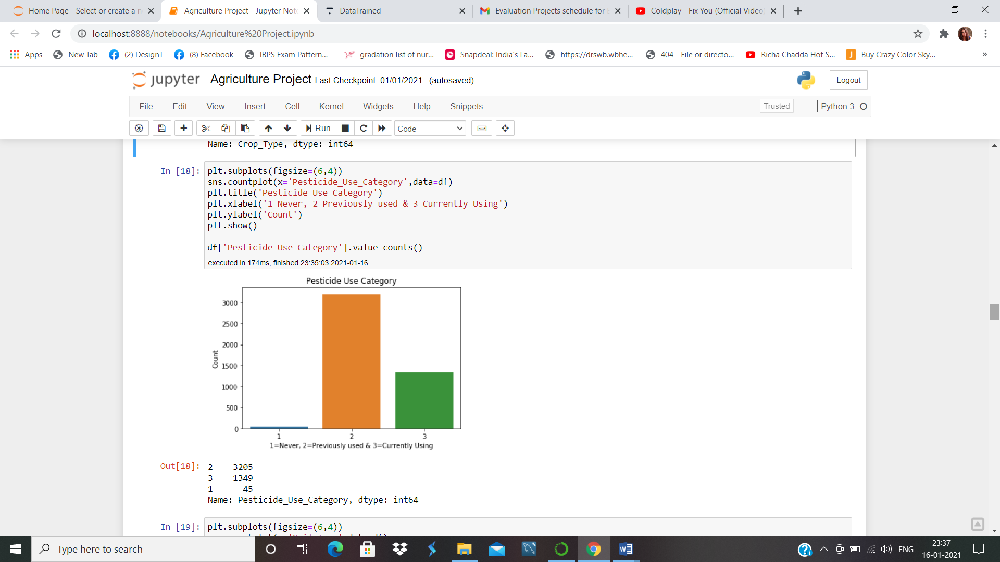 Home Page - Select or create a n
Agriculture Project - Jupyter Not
DataTrained
Evaluation Projects schedule for
Coldplay - Fix You (Official Video)
localhost:8888/notebooks/Agriculture%20Project.ipynb
Apps
New Tab
(2) DesignT
(8) Facebook
IBPS Exam Pattern...
gradation list of nur...
Snapdeal: India's La...
https://drswb.wbhe...
404 - File or directo...
Richa Chadda Hot S...
Buy Crazy Color Sky...
»
jupyter
Agriculture Project Last Checkpoint: 01/01/2021 (autosaved)
Logout
File Edit View Insert Cell Kernel Widgets Help Snippets
Trusted
Python 3
Run
Code
Name: Crop_Type, dtype: int64
In [18]:
plt.subplots(figsize=(6,4))
sns.countplot(x='Pesticide_Use_Category',data=df)
plt.title('Pesticide Use Category')
plt.xlabel('1=Never, 2=Previously used & 3=Currently Using')
plt.ylabel('Count')
plt.show()
df['Pesticide_Use_Category'].value_counts()
executed in 174ms, finished 23:35:03 2021-01-16
Pesticide Use Category
3000
2500
2000
1500
1000
500
0
Count
1 2 3
1=Never, 2=Previously used & 3=Currently Using
Out[18]:
2 3205
3 1349
1 45
Name: Pesticide_Use_Category, dtype: int64
In [19]:
plt.subplots(figsize=(6,4))
Type here to search
ENG
23:37
16-01-2021